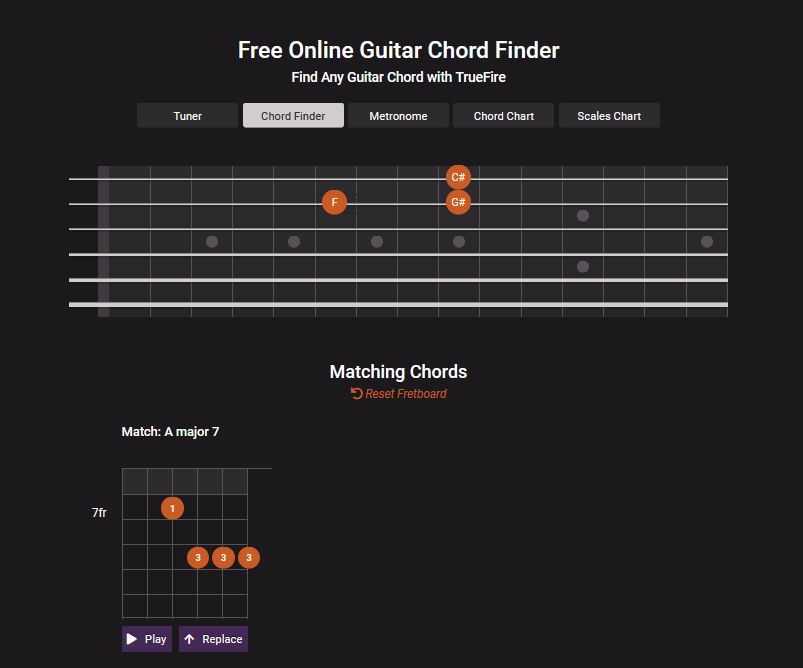 Free Online Guitar Chord Finder
Find Any Guitar Chord with TrueFire
Tuner Chord Finder Metronome Chord Chart Scales Chart
C#
F G#
Matching Chords
Reset Fretboard
Match: A major 7
7fr 1
3 3 3
Play Replace